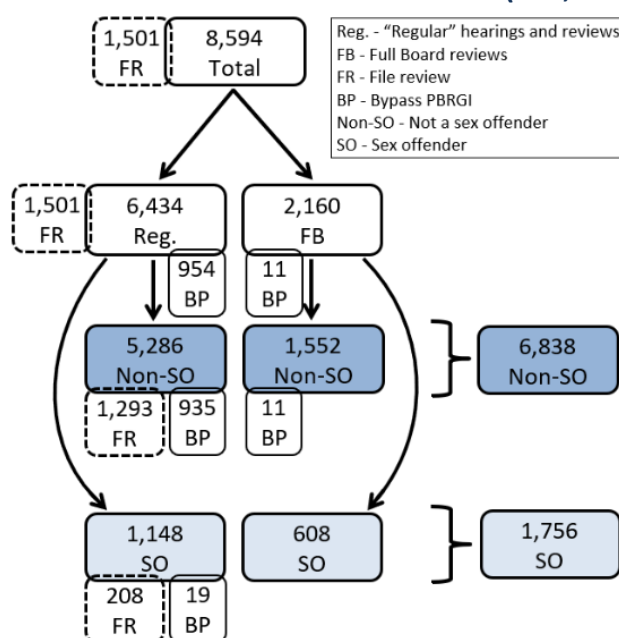 1,501
FR
8,594
Total
Reg. - “Regular” hearings and reviews
FB - Full Board reviews
FR - File review
BP - Bypass PBRGI
Non-SO - Not a sex offender
SO - Sex offender
1,501
FR
6,434
Reg.
2,160
FB
954
BP
11
BP
5,286
Non-SO
1,552
Non-SO
6,838
Non-SO
1,293
FR
935
BP
11
BP
1,148
SO
608
SO
1,756
SO
208
FR
19
BP